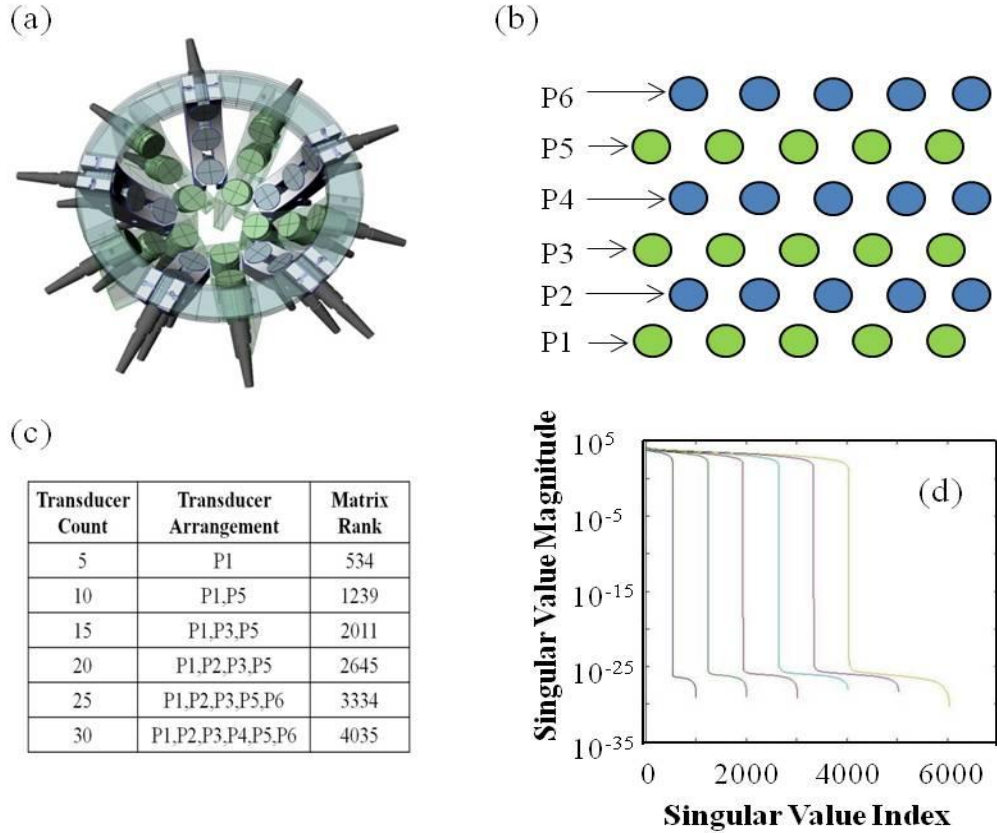 (a)
(b)
P6
P5
P4
P3
P2
P1
(c)
Transducer Count Transducer Arrangement Matrix Rank
5 P1 534
10 P1,P5 1239
15 P1,P3,P5 2011
20 P1,P2,P3,P5 2645
25 P1,P2,P3,P5,P6 3334
30 P1,P2,P3,P4,P5,P6 4035
(d)
Singular Value Magnitude
10^5
10^-5
10^-15
10^-25
10^-35
0 2000 4000 6000
Singular Value Index